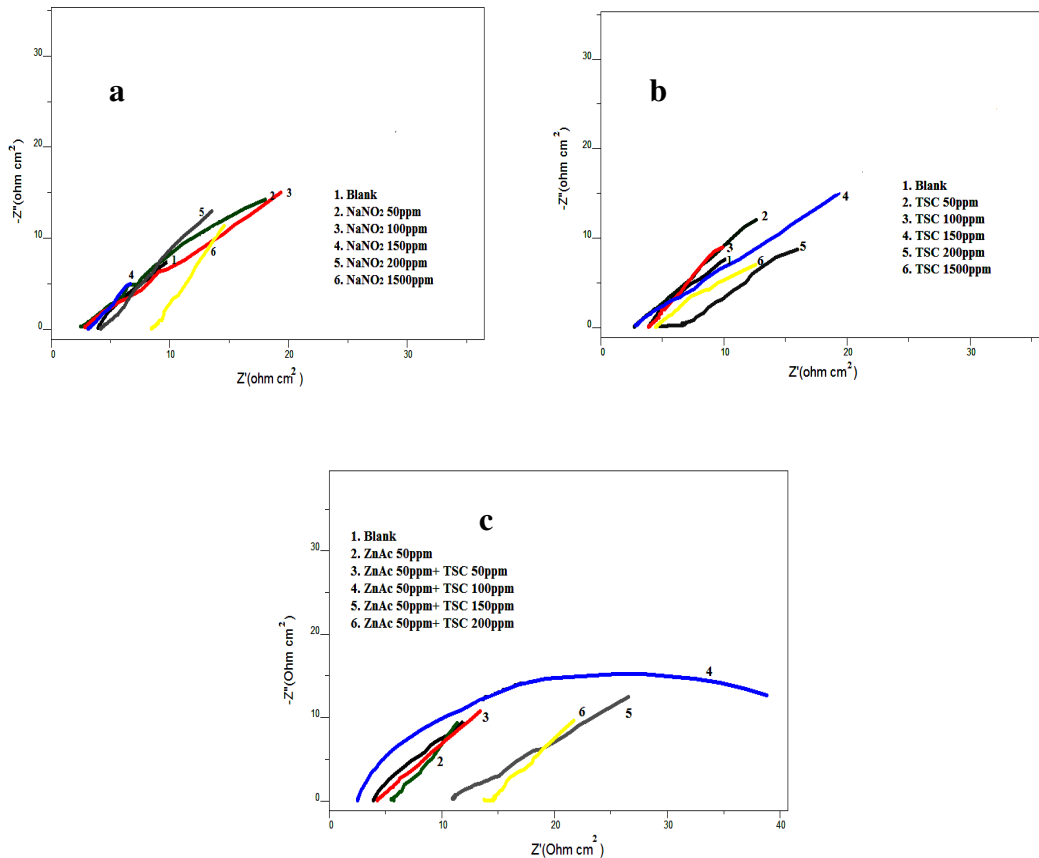 a
-Z"(ohm cm2)
30
20
10
0
1. Blank
2. NaNO2 50ppm
3. NaNO2 100ppm
4. NaNO2 150ppm
5. NaNO2 200ppm
6. NaNO2 1500ppm
5
2
3
4
1
6
0
10
20
30
Z'(ohm cm2)
b
-Z"(ohm cm2)
30
20
10
0
1. Blank
2. TSC 50ppm
3. TSC 100ppm
4. TSC 150ppm
5. TSC 200ppm
6. TSC 1500ppm
4
2
3
1
6
5
0
10
20
30
Z'(ohm cm2)
c
-Z"(Ohm cm2)
30
20
10
0
1. Blank
2. ZnAc 50ppm
3. ZnAc 50ppm+ TSC 50ppm
4. ZnAc 50ppm+ TSC 100ppm
5. ZnAc 50ppm+ TSC 150ppm
6. ZnAc 50ppm+ TSC 200ppm
4
3
6
5
2
0
10
20
30
40
Z'(Ohm cm2)